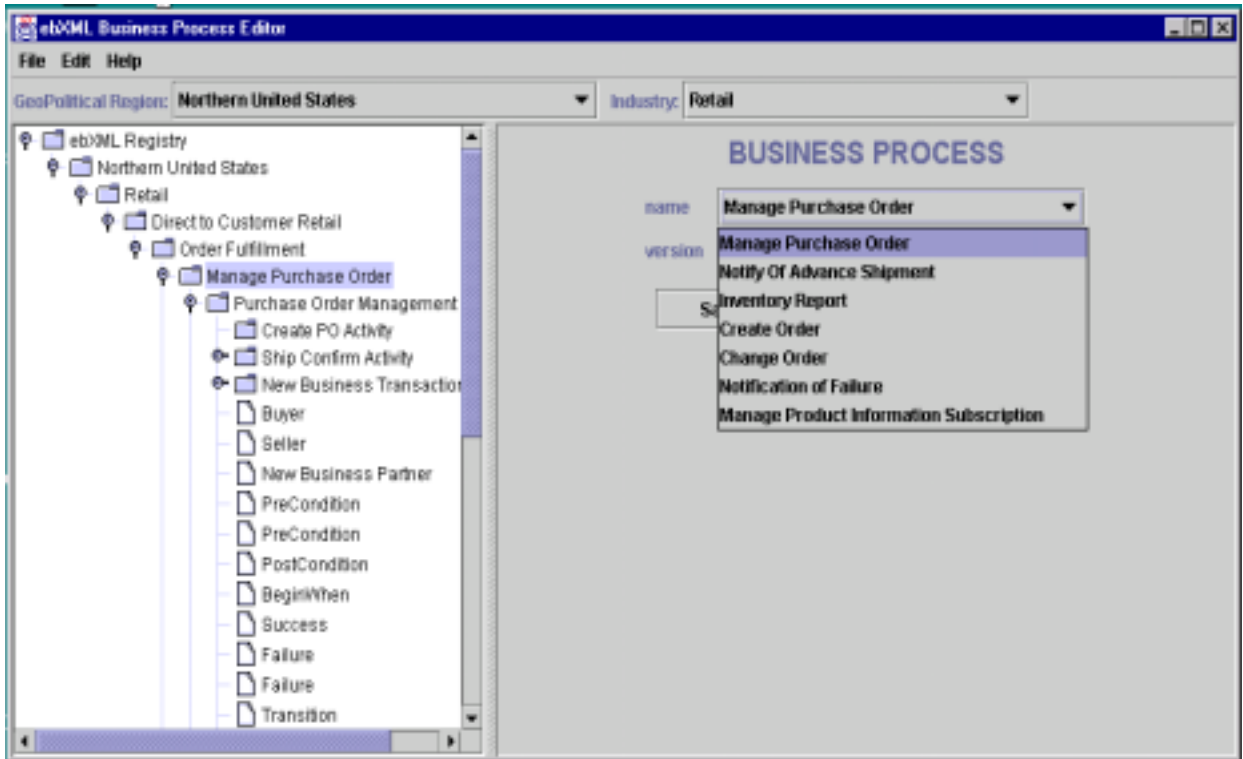 ebXML Business Process Editor
File Edit Help
GeoPolitical Region: Northern United States Industry: Retail
ebXML Registry
Northern United States
Retail
Direct to Customer Retail
Order Fulfillment
Manage Purchase Order
Purchase Order Management
Create PO Activity
Ship Confirm Activity
New Business Transaction
Buyer
Seller
New Business Partner
PreCondition
PreCondition
PostCondition
BeginWhen
Success
Failure
Failure
Transition
BUSINESS PROCESS
name Manage Purchase Order
version
Manage Purchase Order
Notify Of Advance Shipment
Inventory Report
Create Order
Change Order
Notification of Failure
Manage Product Information Subscription